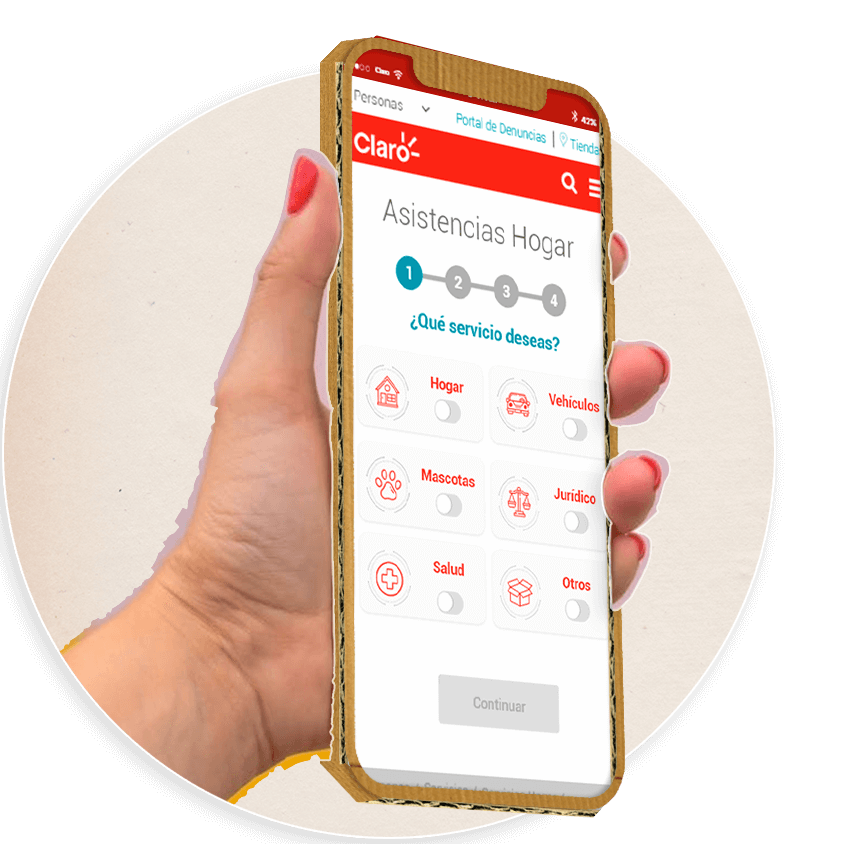 Claro 42%
Personas
Portal de Denuncias | Tienda
Claro
Asistencias Hogar
1 2 3 4
¿Qué servicio deseas?
Hogar Vehículos
Mascotas Jurídico
Salud Otros
Continuar